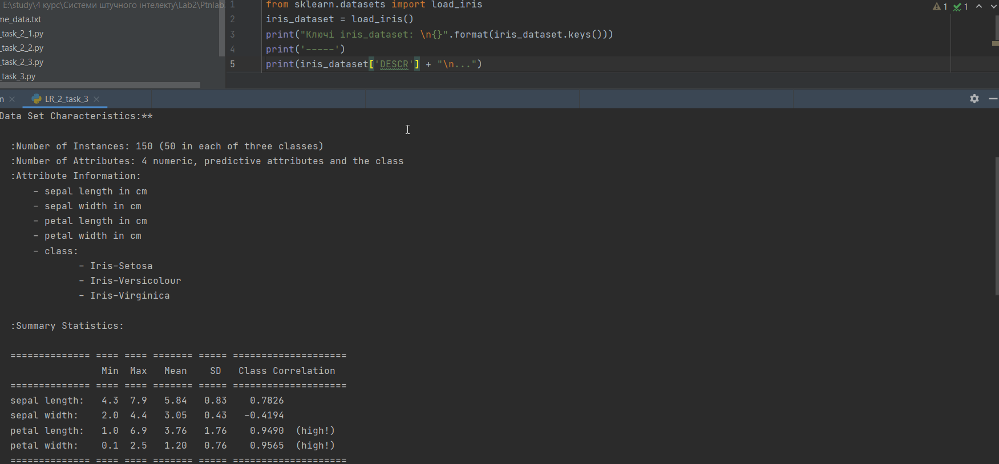 E:\study\4 курс\Системи штучного інтелекту\Lab2\Ptnlab
me_data.txt
_task_2_1.py
_task_2_2.py
_task_2_3.py
_task_3.py
1 from sklearn.datasets import load_iris
2 iris_dataset = load_iris()
3 print("Ключі iris_dataset: \n{}".format(iris_dataset.keys()))
4 print('-----')
5 print(iris_dataset['DESCR'] + "\n...")
1 1
n LR_2_task_3
Data Set Characteristics:**
:Number of Instances: 150 (50 in each of three classes)
:Number of Attributes: 4 numeric, predictive attributes and the class
:Attribute Information:
- sepal length in cm
- sepal width in cm
- petal length in cm
- petal width in cm
- class:
- Iris-Setosa
- Iris-Versicolour
- Iris-Virginica
:Summary Statistics:
============== ==== ==== ======= ===== ====================
Min Max Mean SD Class Correlation
============== ==== ==== ======= ===== ====================
sepal length: 4.3 7.9 5.84 0.83 0.7826
sepal width: 2.0 4.4 3.05 0.43 -0.4194
petal length: 1.0 6.9 3.76 1.76 0.9490 (high!)
petal width: 0.1 2.5 1.20 0.76 0.9565 (high!)
============== ==== ==== ======= ===== ====================